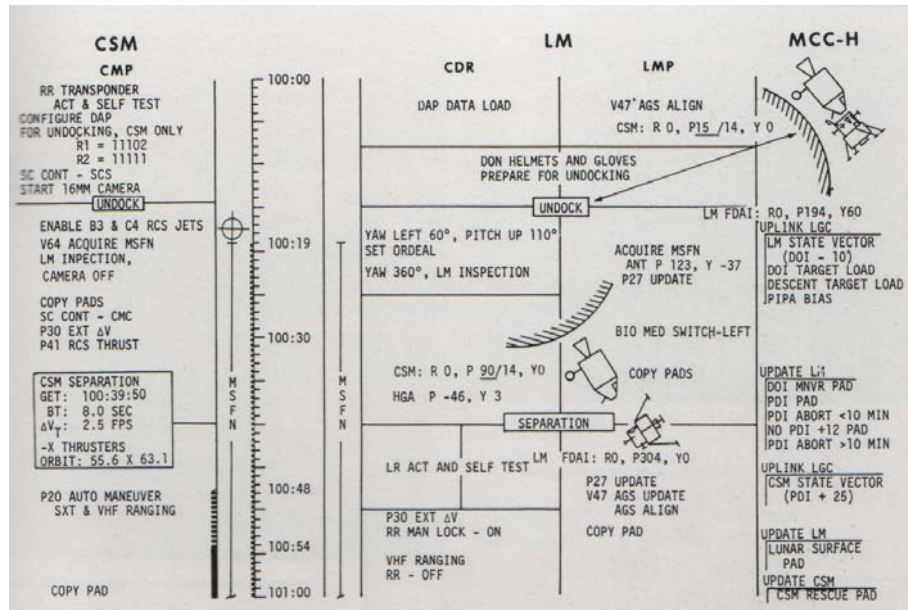 CSM
LM
MCC-H
CMP
CDR
LMP
RR TRANSPONDER
ACT & SELF TEST
CONFIGURE DAP
FOR UNDOCKING, CSM ONLY
R1 = 11102
R2 = 11111
SC CONT - SCS
START 16MM CAMERA
UNDOCK
ENABLE B3 & C4 RCS JETS
V64 ACQUIRE MSFN
LM INPECTION,
CAMERA OFF
COPY PADS
SC CONT - CMC
P30 EXT ΔV
P41 RCS THRUST
CSM SEPARATION
GET: 100:39:50
BT: 8.0 SEC
ΔVT: 2.5 FPS
-X THRUSTERS
ORBIT: 55.6 X 63.1
P20 AUTO MANEUVER
SXT & VHF RANGING
COPY PAD
MSFN
100:00
100:19
100:30
100:48
100:54
101:00
MSFN
DAP DATA LOAD
V47 AGS ALIGN
CSM: R 0, P15 /14, Y 0
DON HELMETS AND GLOVES
PREPARE FOR UNDOCKING
UNDOCK
YAW LEFT 60°, PITCH UP 110°
SET ORDEAL
YAW 360°, LM INSPECTION
ACQUIRE MSFN
ANT P 123, Y -37
P27 UPDATE
BIO MED SWITCH-LEFT
CSM: R 0, P 90/14, Y0
HGA P -46, Y 3
COPY PADS
SEPARATION
LM FDAI: R0, P304, Y0
LR ACT AND SELF TEST
P27 UPDATE
V47 AGS UPDATE
AGS ALIGN
P30 EXT ΔV
RR MAN LOCK - ON
COPY PAD
VHF RANGING
RR - OFF
LM FDAI: R0, P194, Y60
UPLINK LGC
LM STATE VECTOR
(DOI - 10)
DOI TARGET LOAD
DESCENT TARGET LOAD
PIPA BIAS
UPDATE LM
DOI MNVR PAD
PDI PAD
PDI ABORT <10 MIN
NO PDI +12 PAD
PDI ABORT >10 MIN
UPLINK LGC
CSM STATE VECTOR
(PDI + 25)
UPDATE LM
LUNAR SURFACE
PAD
UPDATE CSM
CSM RESCUE PAD